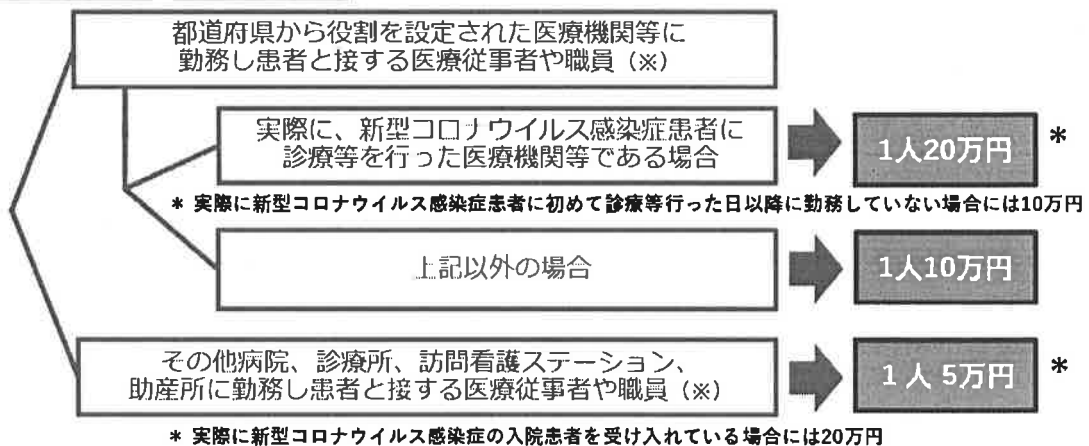 都道府県から役割を設定された医療機関等に
勤務し患者と接する医療従事者や職員（※）
実際に、新型コロナウイルス感染症患者に
診療等を行った医療機関等である場合
1人20万円 *
* 実際に新型コロナウイルス感染症患者に初めて診療等行った日以降に勤務していない場合には10万円
上記以外の場合
1人10万円
その他病院、診療所、訪問看護ステーション、
助産所に勤務し患者と接する医療従事者や職員（※）
1人 5万円 *
* 実際に新型コロナウイルス感染症の入院患者を受け入れている場合には20万円